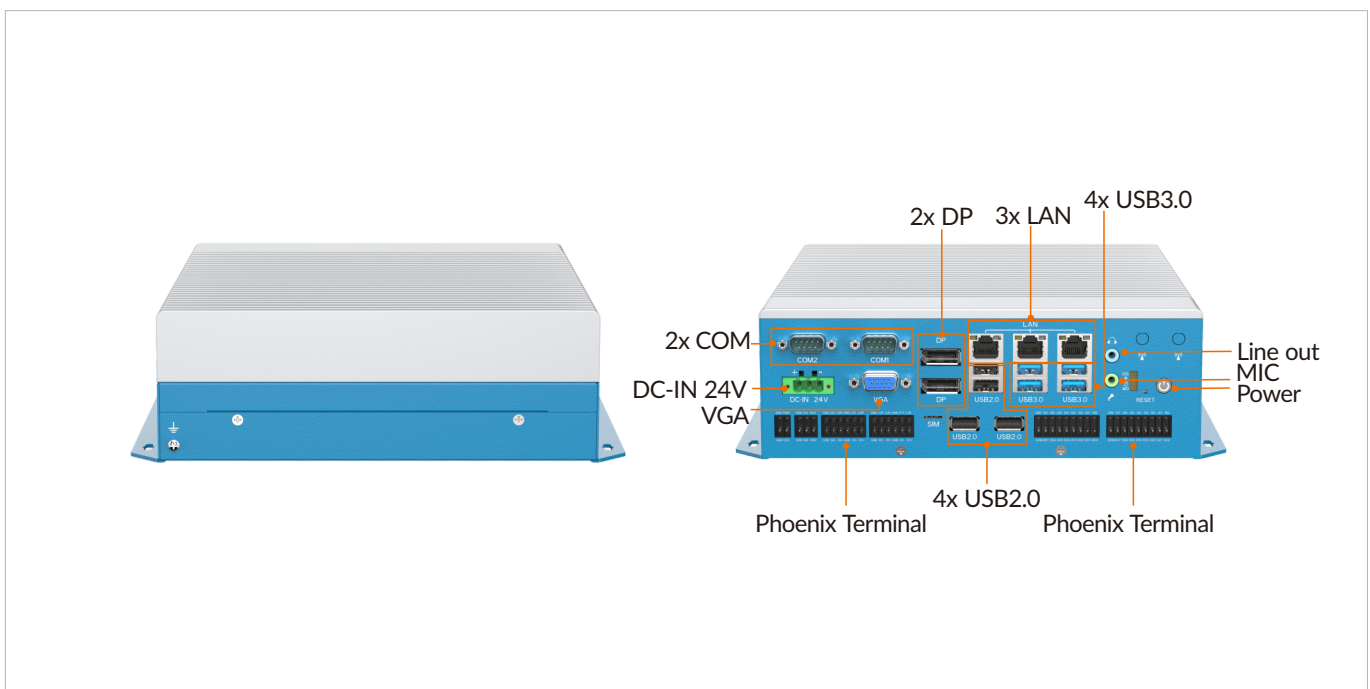 4x USB3.0
2x DP
3x LAN
LAN
DP
2x COM
COM2
COM1
Line out
MIC
DC-IN 24V
Power
DC-IN 24V
VGA
DP
USB2.0
USB3.0
USB3.0
RESET
VGA
SIM
USB2.0
USB2.0
4x USB2.0
Phoenix Terminal
Phoenix Terminal